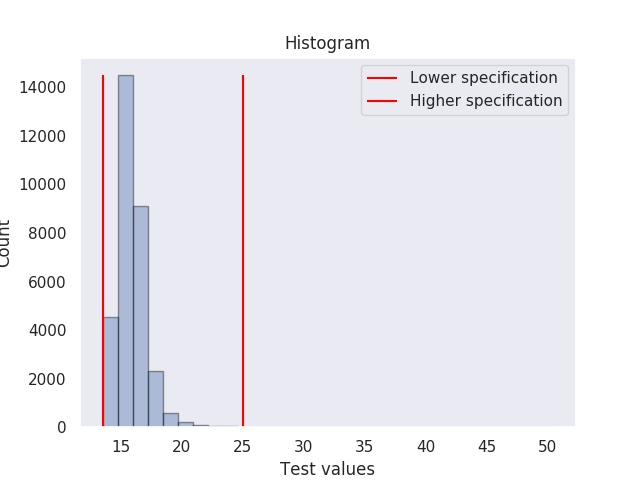 Histogram
Lower specification
Higher specification
14000
12000
10000
8000
6000
4000
2000
0
Count
15 20 25 30 35 40 45 50
Test values